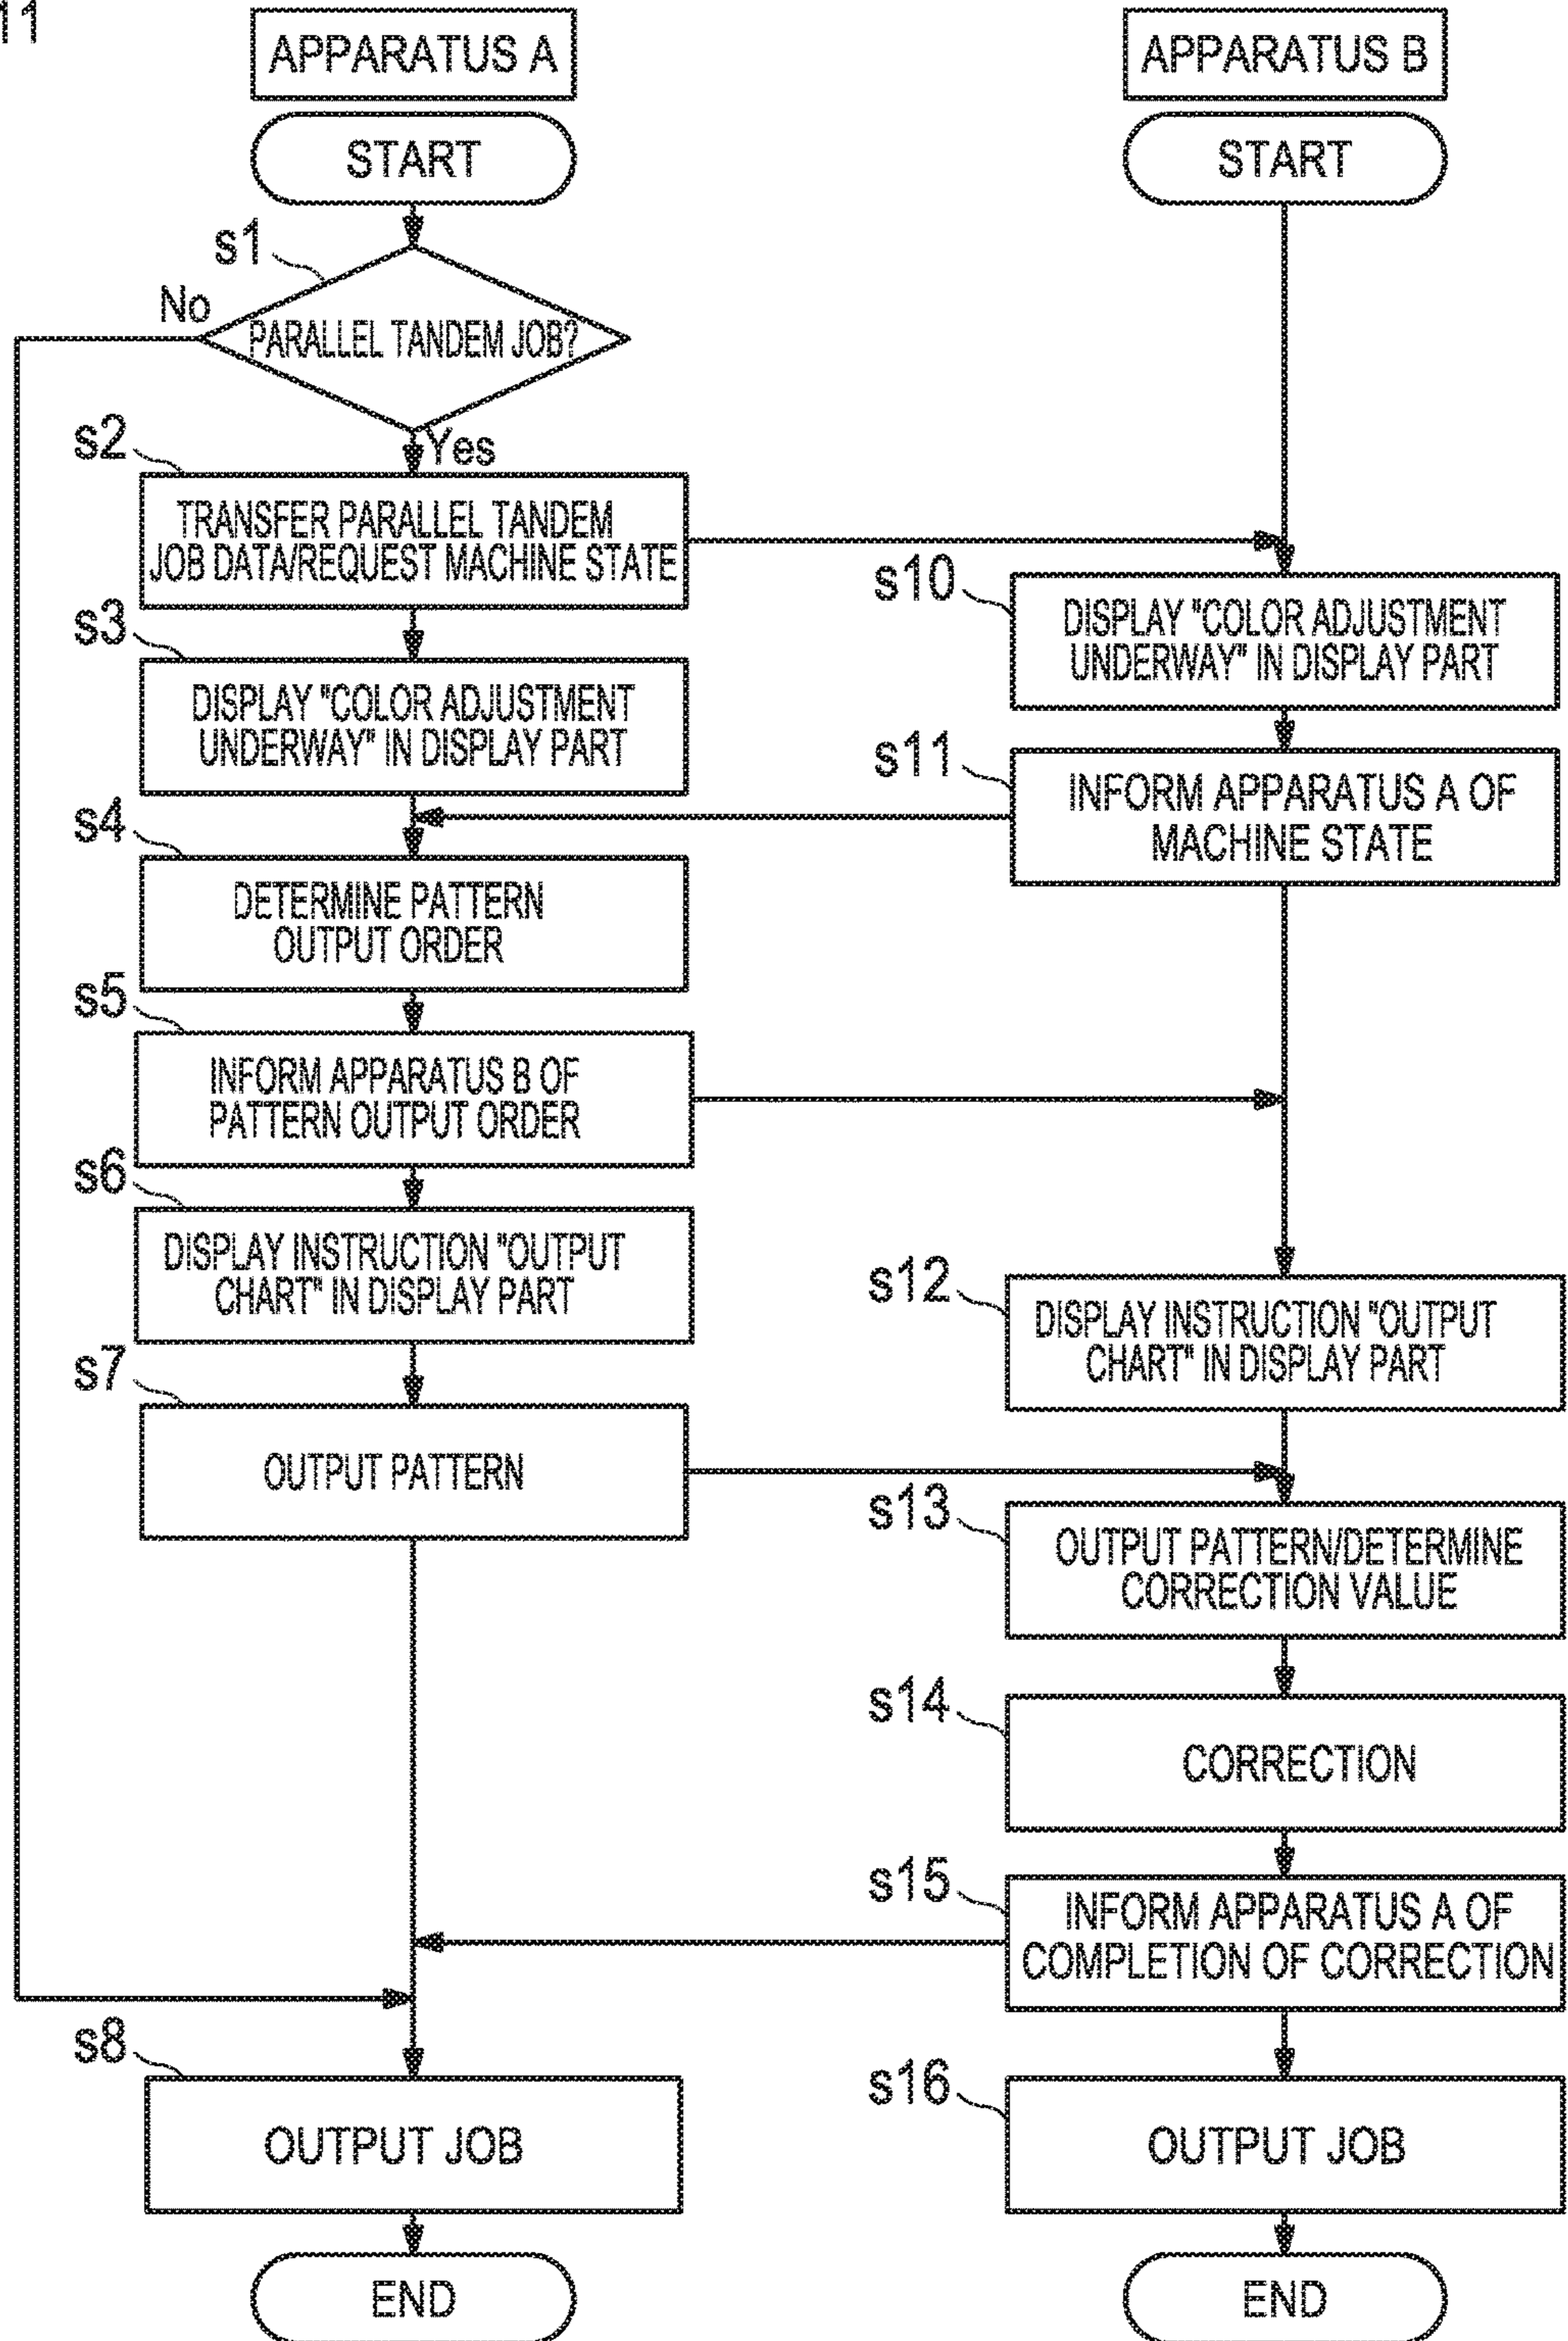 11
APPARATUS A
START
s1
No
PARALLEL TANDEM JOB?
Yes
s2
TRANSFER PARALLEL TANDEM
JOB DATA/REQUEST MACHINE STATE
s3
DISPLAY "COLOR ADJUSTMENT
UNDERWAY" IN DISPLAY PART
s4
DETERMINE PATTERN
OUTPUT ORDER
s5
INFORM APPARATUS B OF
PATTERN OUTPUT ORDER
s6
DISPLAY INSTRUCTION "OUTPUT
CHART" IN DISPLAY PART
s7
OUTPUT PATTERN
s8
OUTPUT JOB
END
APPARATUS B
START
s10
DISPLAY "COLOR ADJUSTMENT
UNDERWAY" IN DISPLAY PART
s11
INFORM APPARATUS A OF
MACHINE STATE
s12
DISPLAY INSTRUCTION "OUTPUT
CHART" IN DISPLAY PART
s13
OUTPUT PATTERN/DETERMINE
CORRECTION VALUE
s14
CORRECTION
s15
INFORM APPARATUS A OF
COMPLETION OF CORRECTION
s16
OUTPUT JOB
END